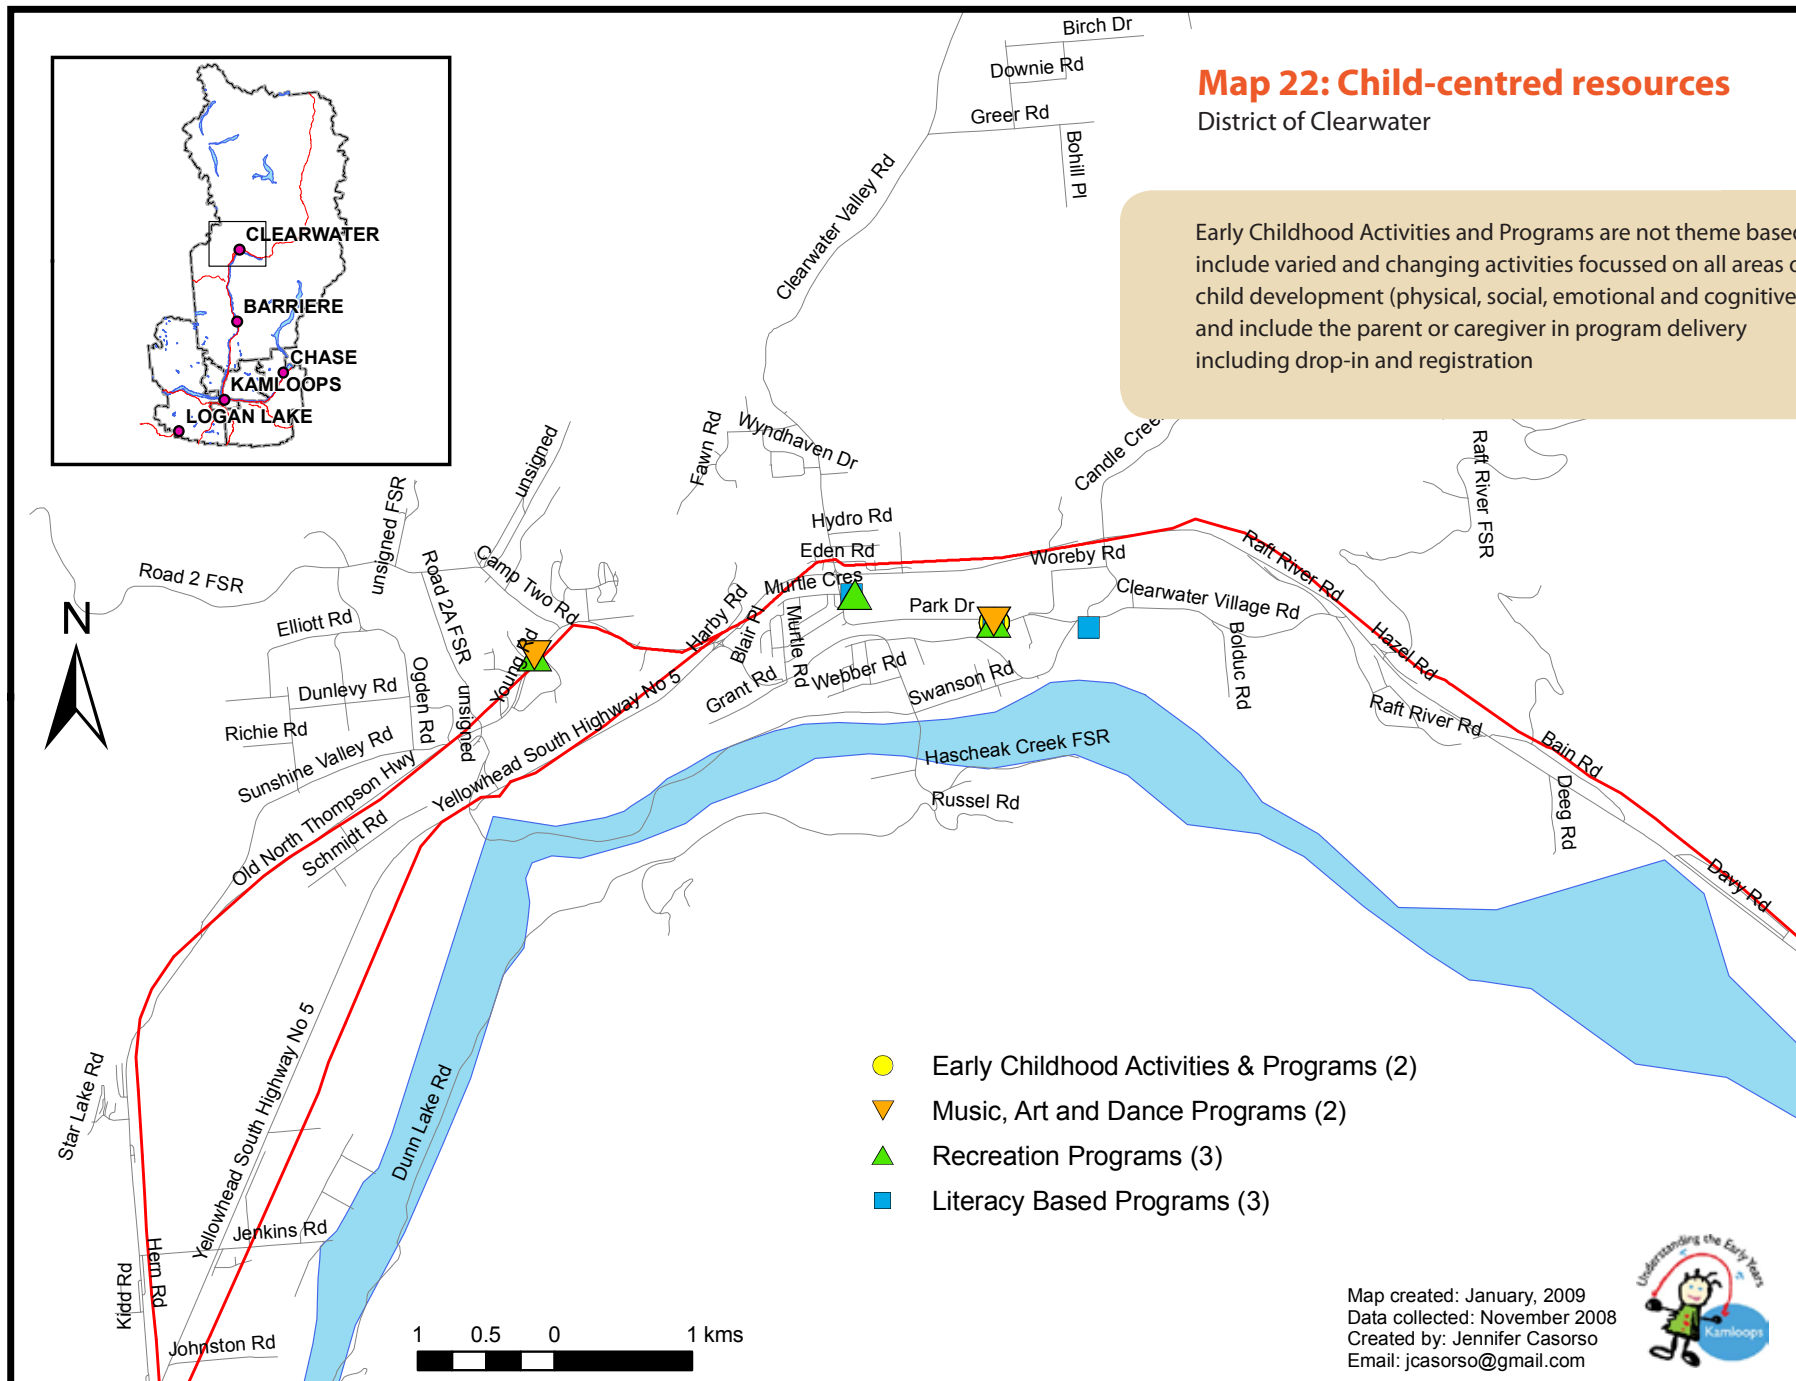 Map 22: Child-centred resources
District of Clearwater
Early Childhood Activities and Programs are not theme based
include varied and changing activities focussed on all areas
child development (physical, social, emotional and cognitive
and include the parent or caregiver in program delivery
including drop-in and registration
CLEARWATER
BARRIERE
CHASE
KAMLOOPS
LOGAN LAKE
Birch Dr
Downie Rd
Greer Rd
Bohill Pl
Clearwater Valley Rd
Fawn Rd
Wyndhaven Dr
Candle Creek
Raft River FSR
unsigned
unsigned FSR
Hydro Rd
Eden Rd
Woreby Rd
Raft River Rd
Road 2 FSR
Road 2A FSR
Camp Two Rd
Murtle Cres
Park Dr
Clearwater Village Rd
N
Elliott Rd
Young Rd
Harby Rd
Blair Pl
Murtle Rd
Bolduc Rd
Hazel Rd
Dunlevy Rd
Ogden Rd
unsigned
Grant Rd
Webber Rd
Swanson Rd
Raft River Rd
Richie Rd
Sunshine Valley Rd
Yellowhead South Highway No 5
Hascheak Creek FSR
Bain Rd
Old North Thompson Hwy
Schmidt Rd
Russel Rd
Deeg Rd
Davy Rd
Star Lake Rd
Yellowhead South Highway No 5
Dunn Lake Rd
Jenkins Rd
Hern Rd
Kidd Rd
Johnston Rd
Early Childhood Activities & Programs (2)
Music, Art and Dance Programs (2)
Recreation Programs (3)
Literacy Based Programs (3)
1 0.5 0 1 kms
Map created: January, 2009
Data collected: November 2008
Created by: Jennifer Casorso
Email: jcasorso@gmail.com
Understanding the Early Years
Kamloops